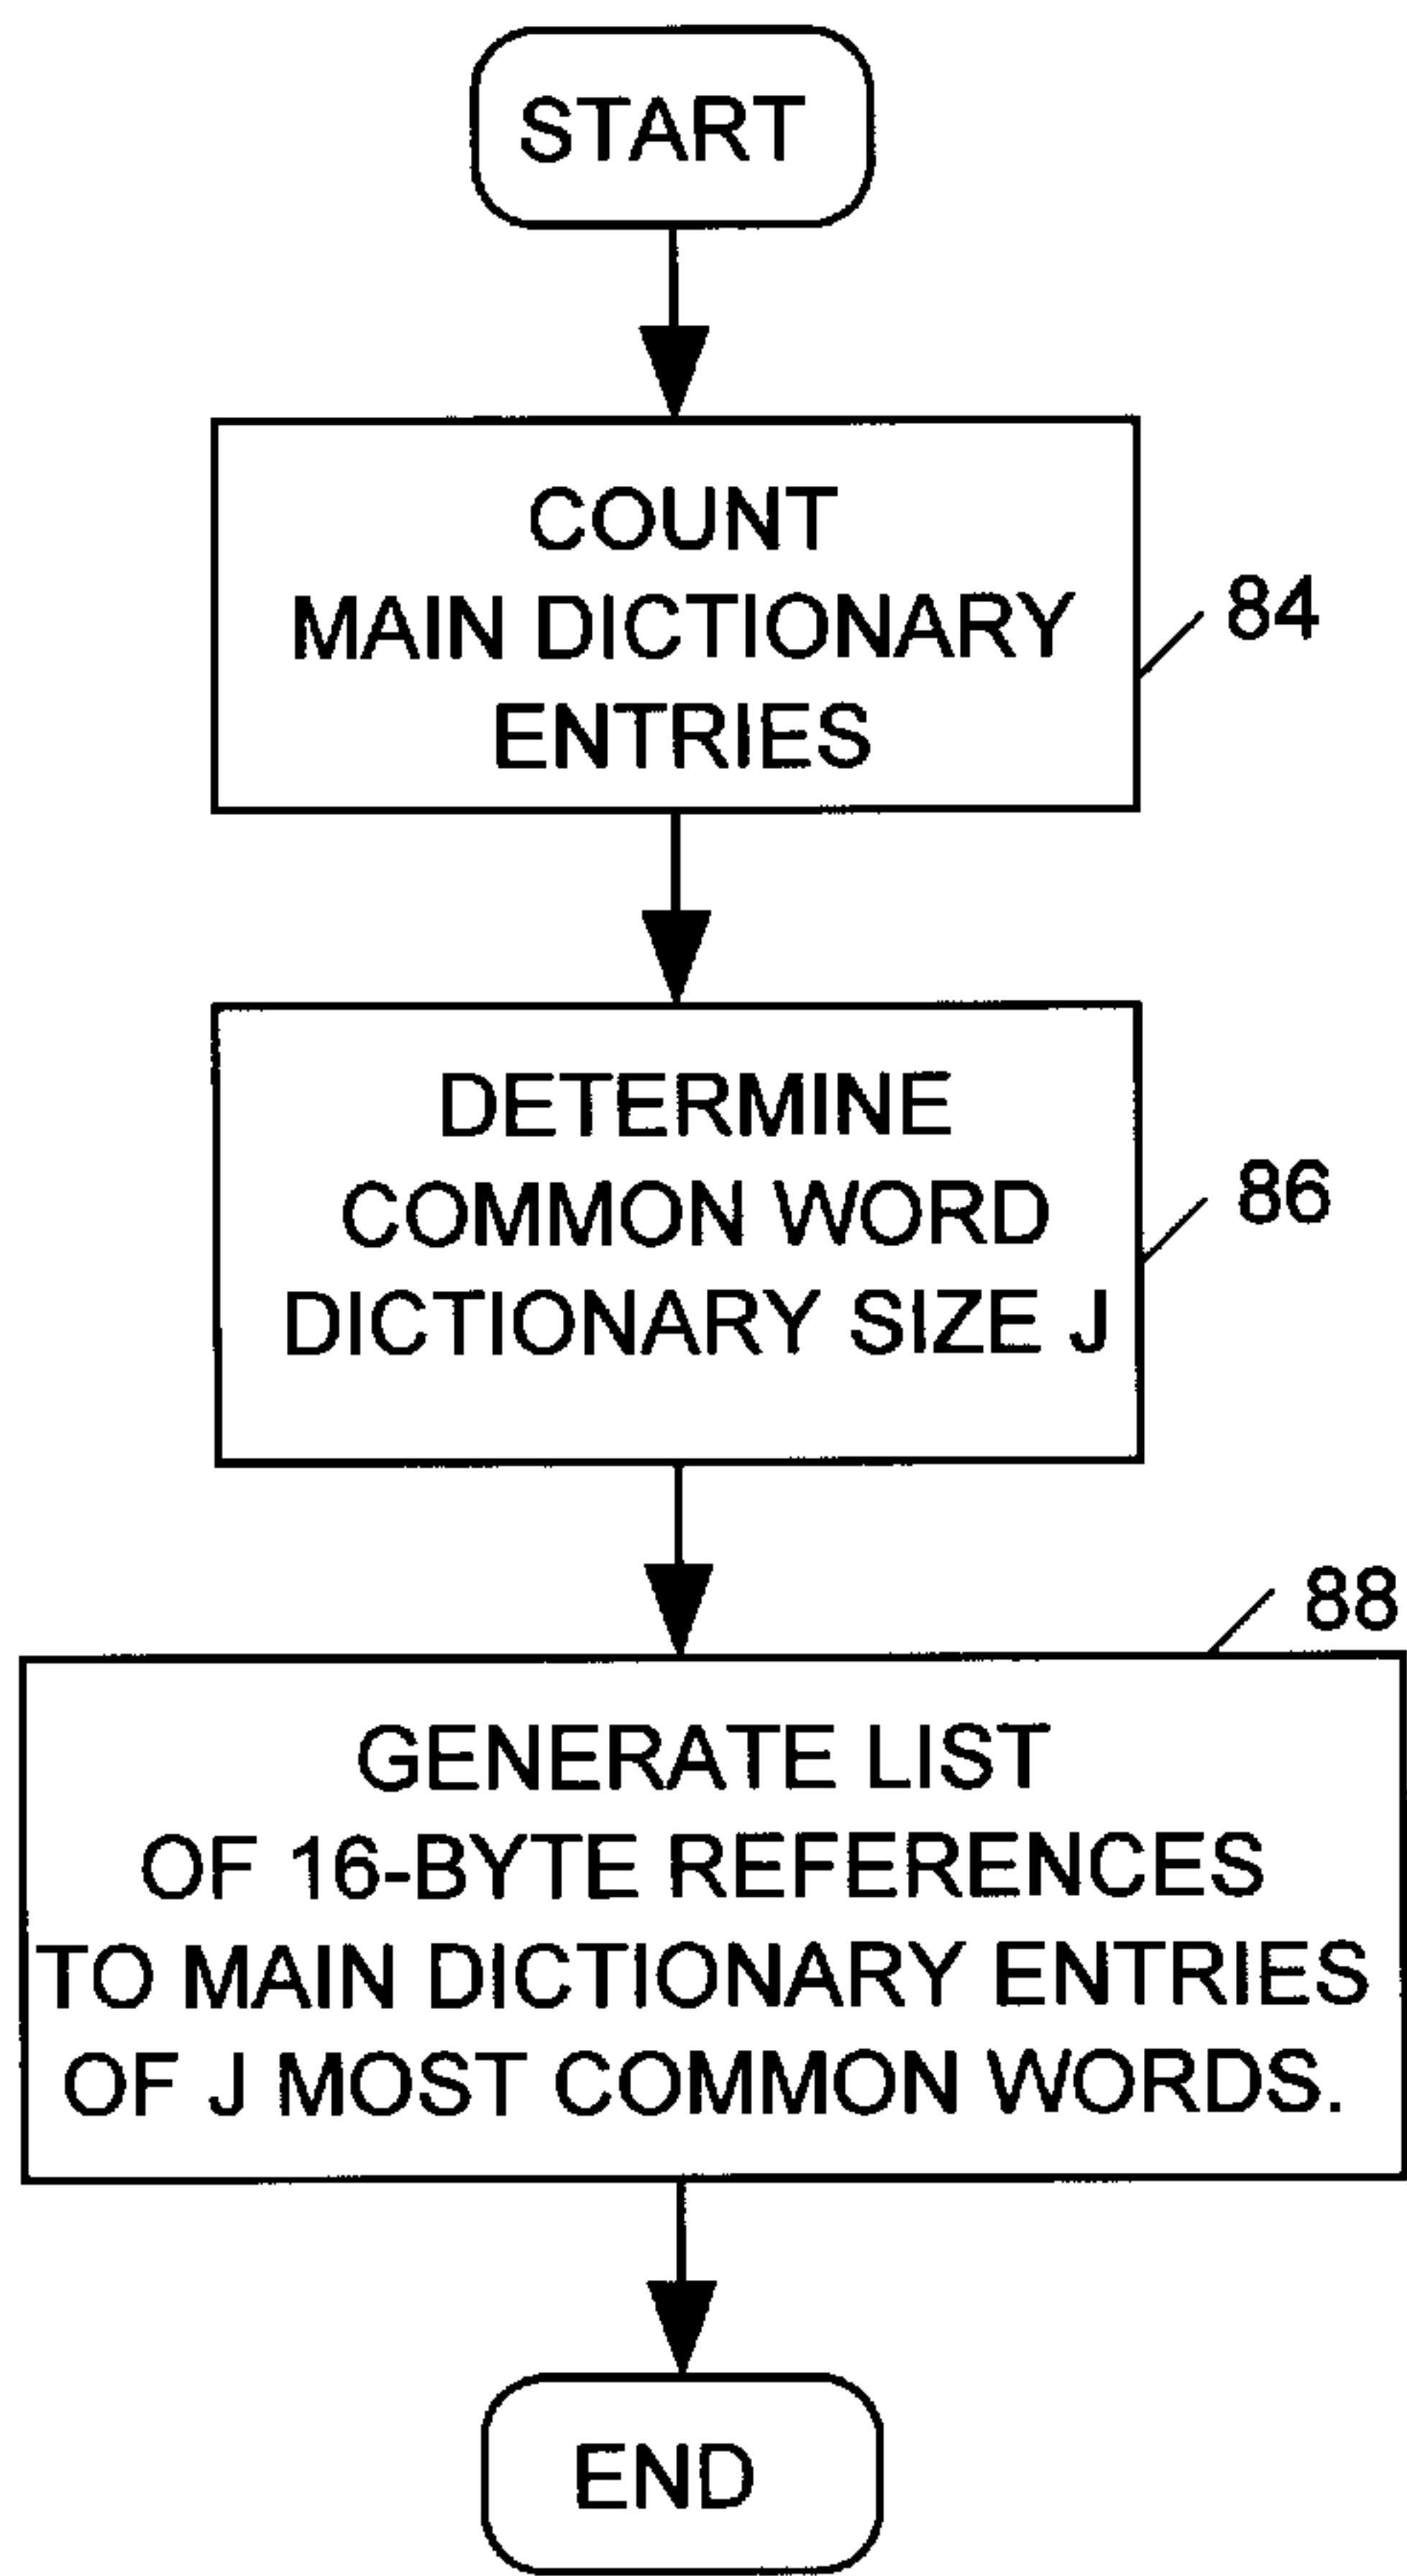 START
COUNT
MAIN DICTIONARY
ENTRIES
84
DETERMINE
COMMON WORD
DICTIONARY SIZE J
86
88
GENERATE LIST
OF 16-BYTE REFERENCES
TO MAIN DICTIONARY ENTRIES
OF J MOST COMMON WORDS.
END